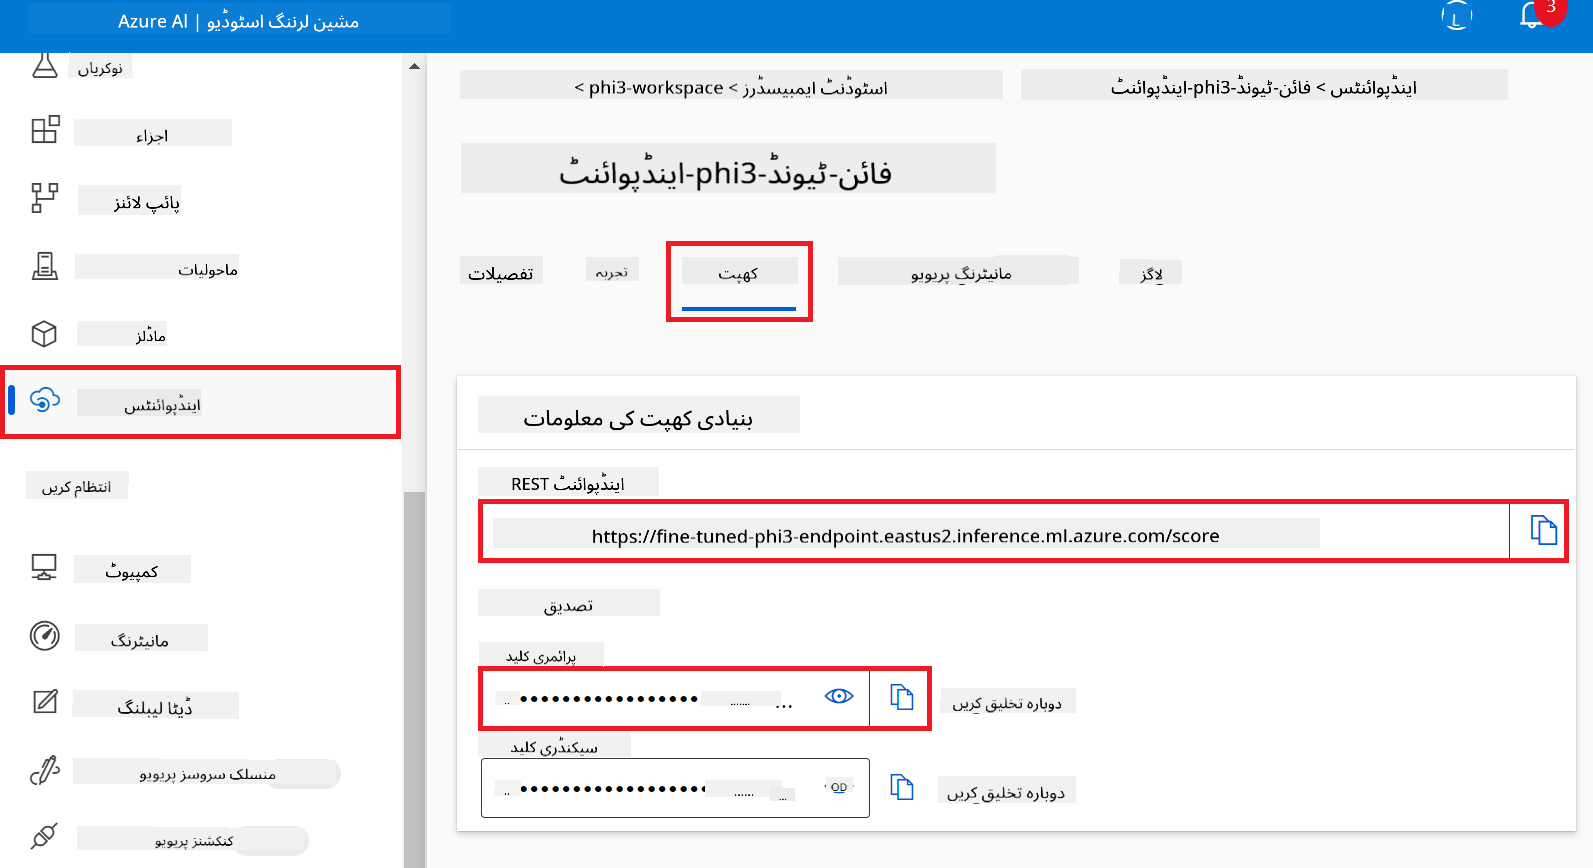 Azure AI | مشین لرننگ اسٹوڈیو
L
3
نوکریاں
اجزاء
پائپ لائنز
ماحولیات
ماڈلز
اینڈپوائنٹس
انتظام کریں
کمپیوٹ
مانیٹرنگ
ڈیٹا لیبلنگ
منسلک سروسز پریویو
کنکشنز پریویو
اسٹوڈنٹ ایمبیسڈرز > phi3-workspace >
اینڈپوائنٹس > فائن-ٹیونڈ-phi3-اینڈپوائنٹ
فائن-ٹیونڈ-phi3-اینڈپوائنٹ
تفصیلات
تجربہ
کھپت
مانیٹرنگ پریویو
لاگز
بنیادی کھپت کی معلومات
REST اینڈپوائنٹ
https://fine-tuned-phi3-endpoint.eastus2.inference.ml.azure.com/score
تصدیق
پرائمری کلید
دوبارہ تخلیق کریں
سیکنڈری کلید
OD
دوبارہ تخلیق کریں